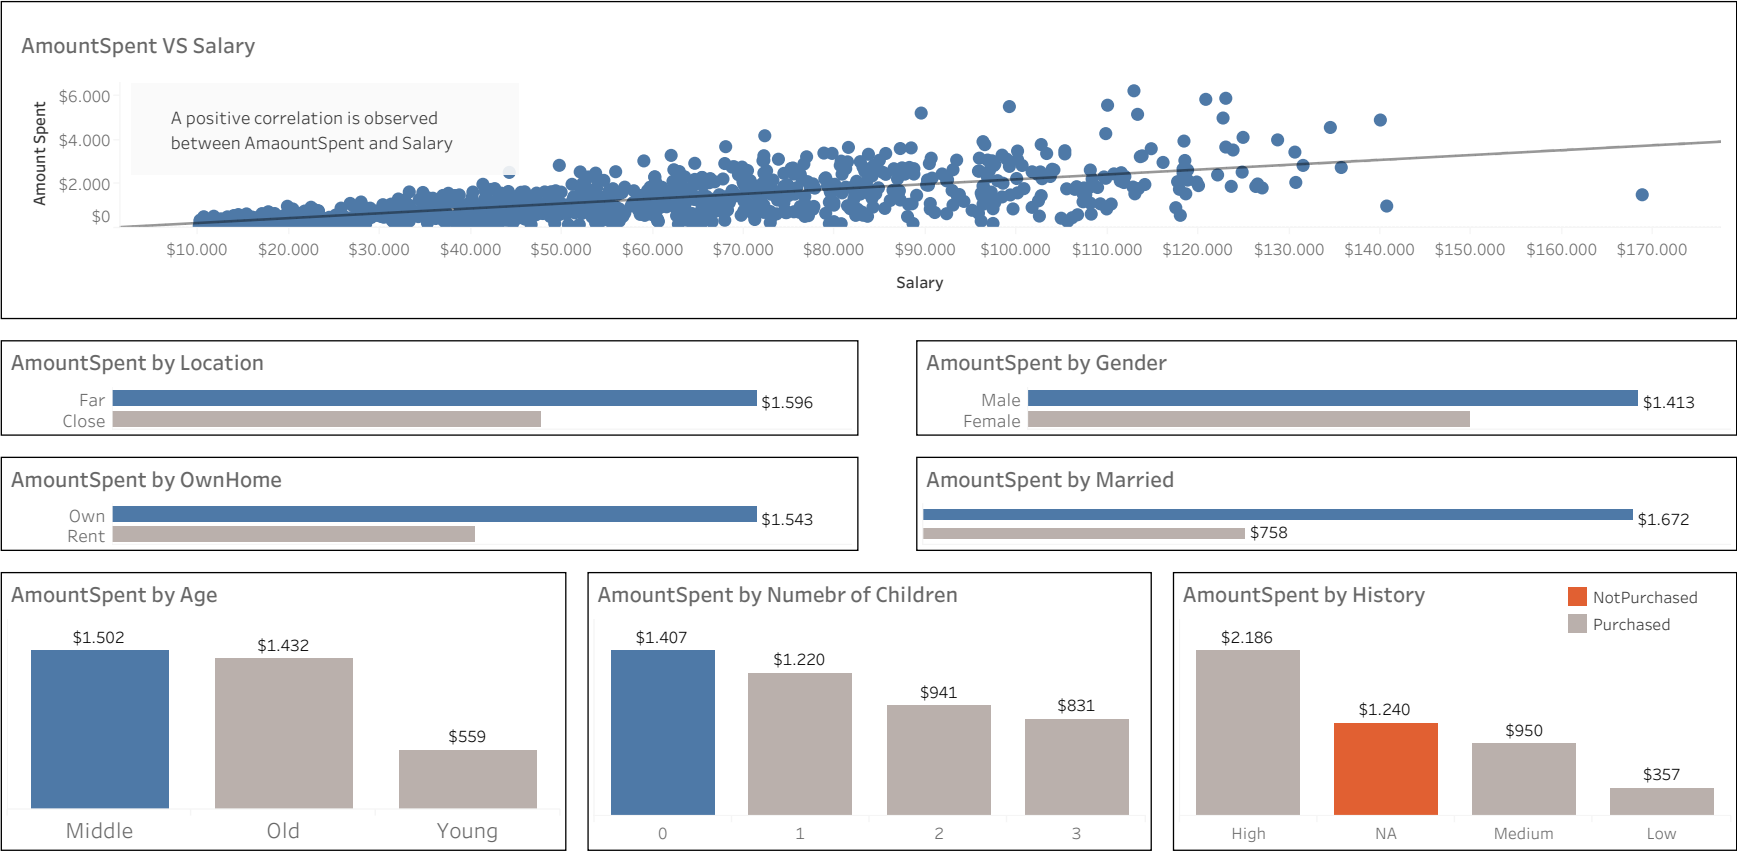 AmountSpent VS Salary
Amount Spent
$6.000
$4.000
$2.000
$0
A positive correlation is observed
between AmaountSpent and Salary
$10.000 $20.000 $30.000 $40.000 $50.000 $60.000 $70.000 $80.000 $90.000 $100.000 $110.000 $120.000 $130.000 $140.000 $150.000 $160.000 $170.000
Salary
AmountSpent by Location
Far $1.596
Close
AmountSpent by Gender
Male $1.413
Female
AmountSpent by OwnHome
Own $1.543
Rent
AmountSpent by Married
$1.672
$758
AmountSpent by Age
$1.502 $1.432 $559
Middle Old Young
AmountSpent by Numebr of Children
$1.407 $1.220 $941 $831
0 1 2 3
AmountSpent by History
NotPurchased
Purchased
$2.186 $1.240 $950 $357
High NA Medium Low